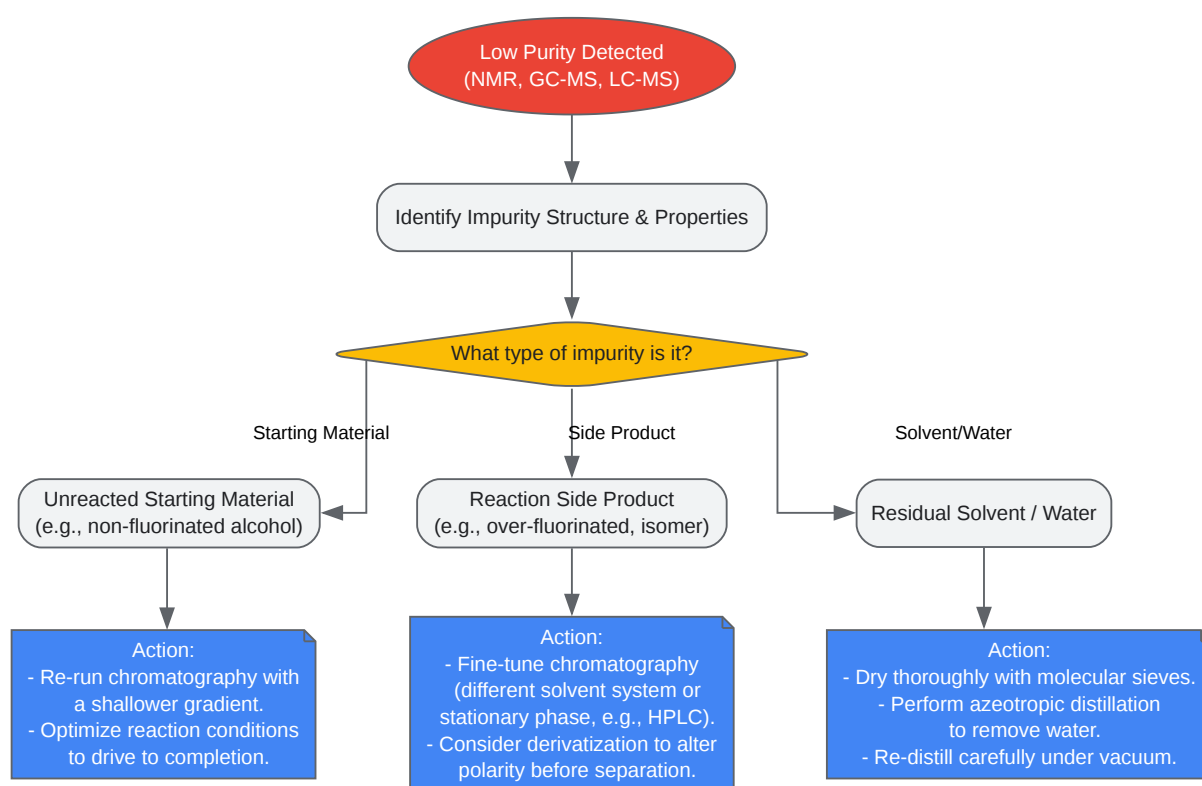 Low Purity Detected
(NMR, GC-MS, LC-MS)
Identify Impurity Structure & Properties
What type of impurity is it?
Starting Material
Side Product
Solvent/Water
Unreacted Starting Material
(e.g., non-fluorinated alcohol)
Reaction Side Product
(e.g., over-fluorinated, isomer)
Residual Solvent / Water
Action:
- Re-run chromatography with
a shallower gradient.
- Optimize reaction conditions
to drive to completion.
Action:
- Fine-tune chromatography
(different solvent system or
stationary phase, e.g., HPLC).
- Consider derivatization to alter
polarity before separation.
Action:
- Dry thoroughly with molecular sieves.
- Perform azeotropic distillation
to remove water.
- Re-distill carefully under vacuum.